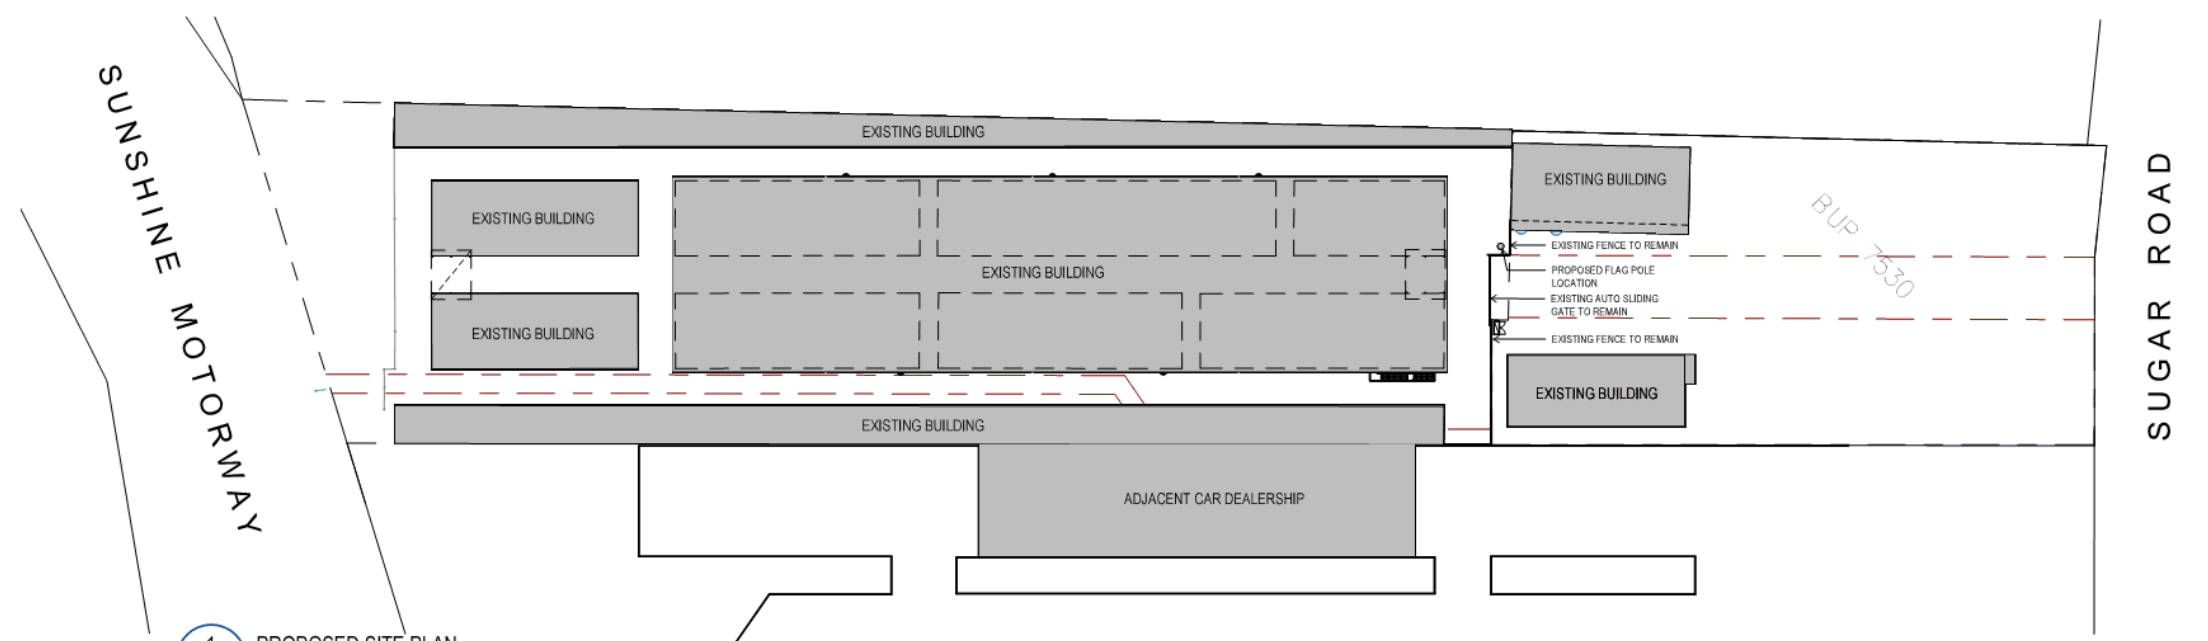 SUNSHINE MOTORWAY
EXISTING BUILDING
EXISTING BUILDING
EXISTING BUILDING
EXISTING BUILDING
EXISTING BUILDING
EXISTING BUILDING
EXISTING BUILDING
ADJACENT CAR DEALERSHIP
EXISTING FENCE TO REMAIN
PROPOSED FLAG POLE
LOCATION
EXISTING AUTO SLIDING
GATE TO REMAIN
EXISTING FENCE TO REMAIN
EXISTING BUILDING
BUP 7530
SUGAR ROAD
1
PROPOSED SITE PLAN